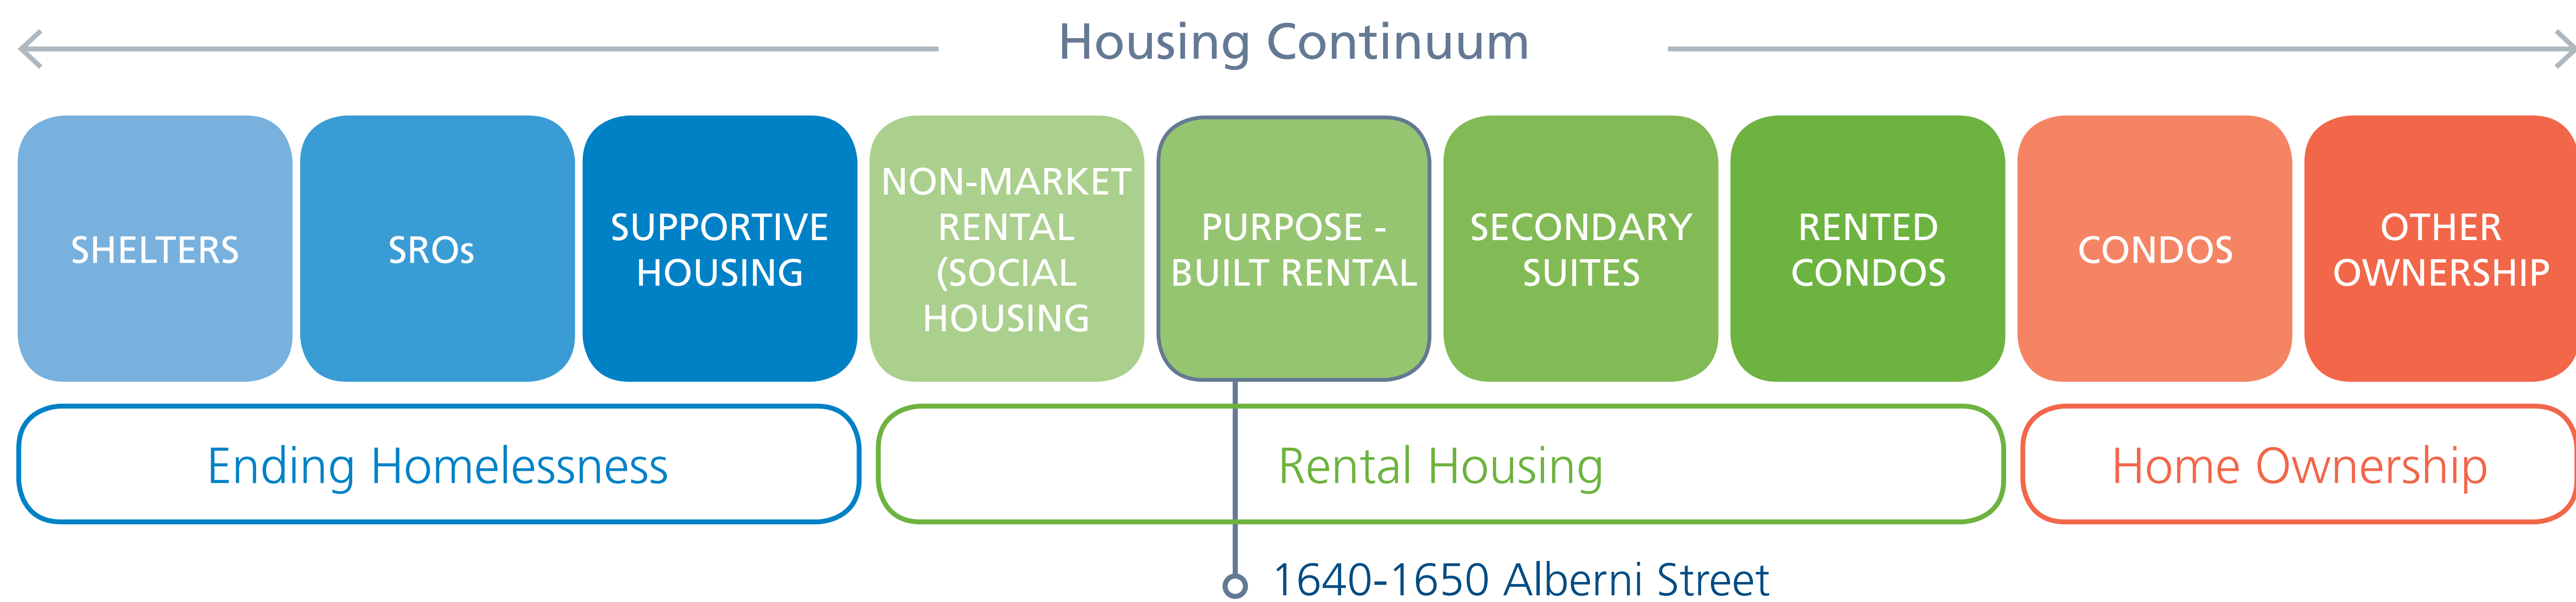 Housing Continuum
SHELTERS
SROs
SUPPORTIVE
HOUSING
NON-MARKET
RENTAL
(SOCIAL
HOUSING
PURPOSE -
BUILT RENTAL
SECONDARY
SUITES
RENTED
CONDOS
CONDOS
OTHER
OWNERSHIP
Ending Homelessness
Rental Housing
Home Ownership
1640-1650 Alberni Street